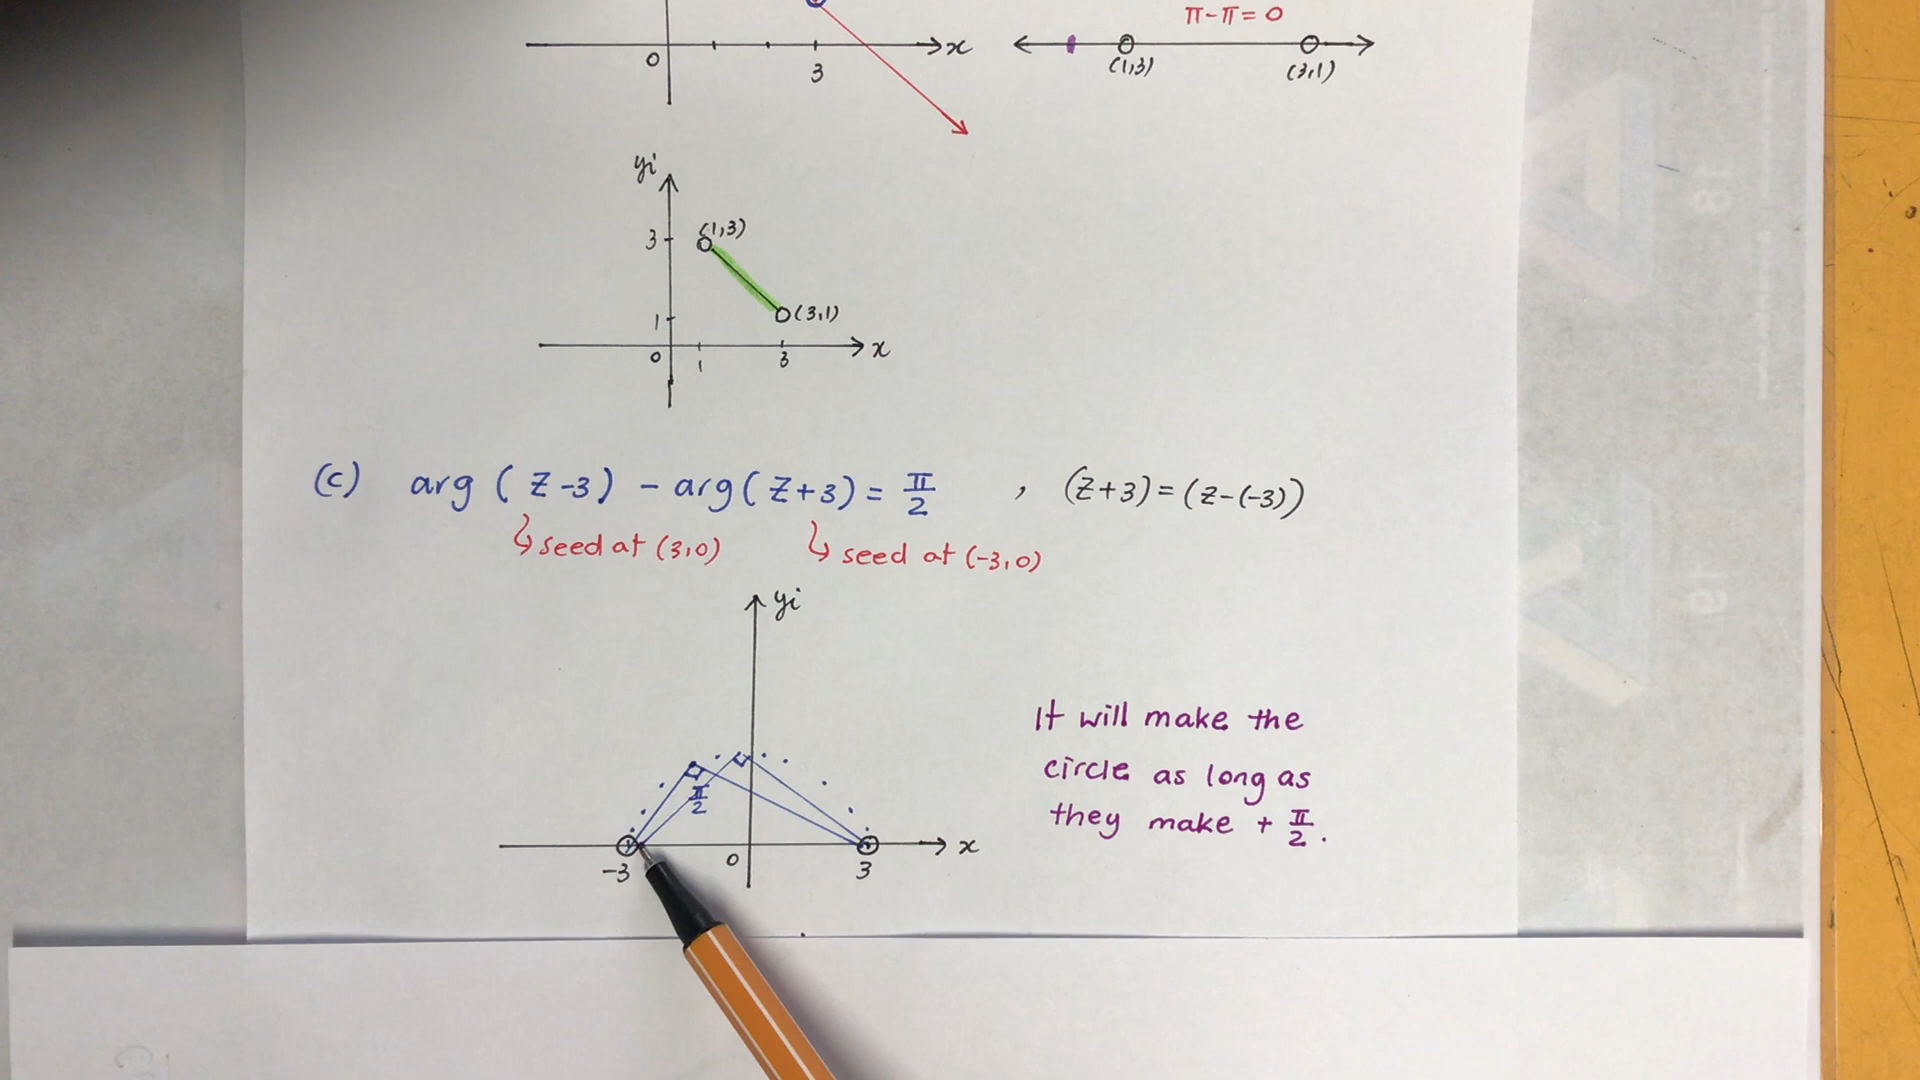 π-π=0
x
0
3
(1,3)
(3,1)
yi
(1,3)
3
(3,1)
1
0
1
3
x
(c) arg (z-3) - arg(z+3) = π/2 , (z+3) = (z-(-3))
↳ seed at (3,0)
↳ seed at (-3,0)
yi
It will make the
circle as long as
they make + π/2.
π/2
-3
0
3
x